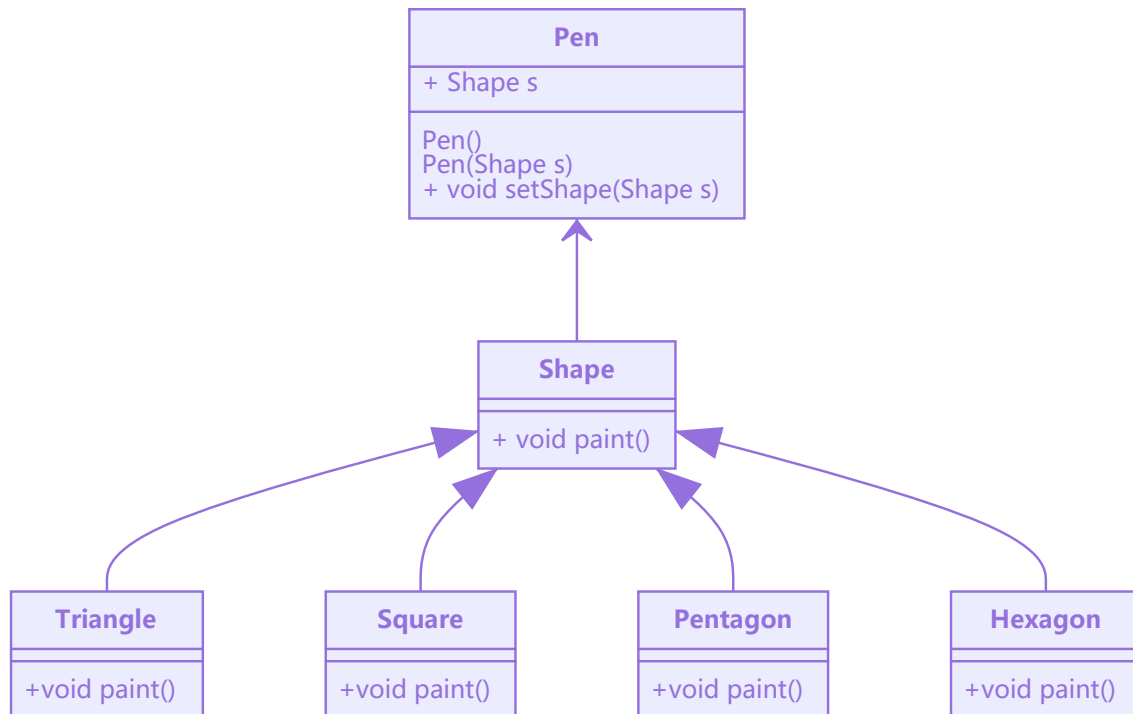 Pen
+ Shape s
Pen()
Pen(Shape s)
+ void setShape(Shape s)
Shape
+ void paint()
Triangle
Square
Pentagon
Hexagon
+void paint()
+void paint()
+void paint()
+void paint()